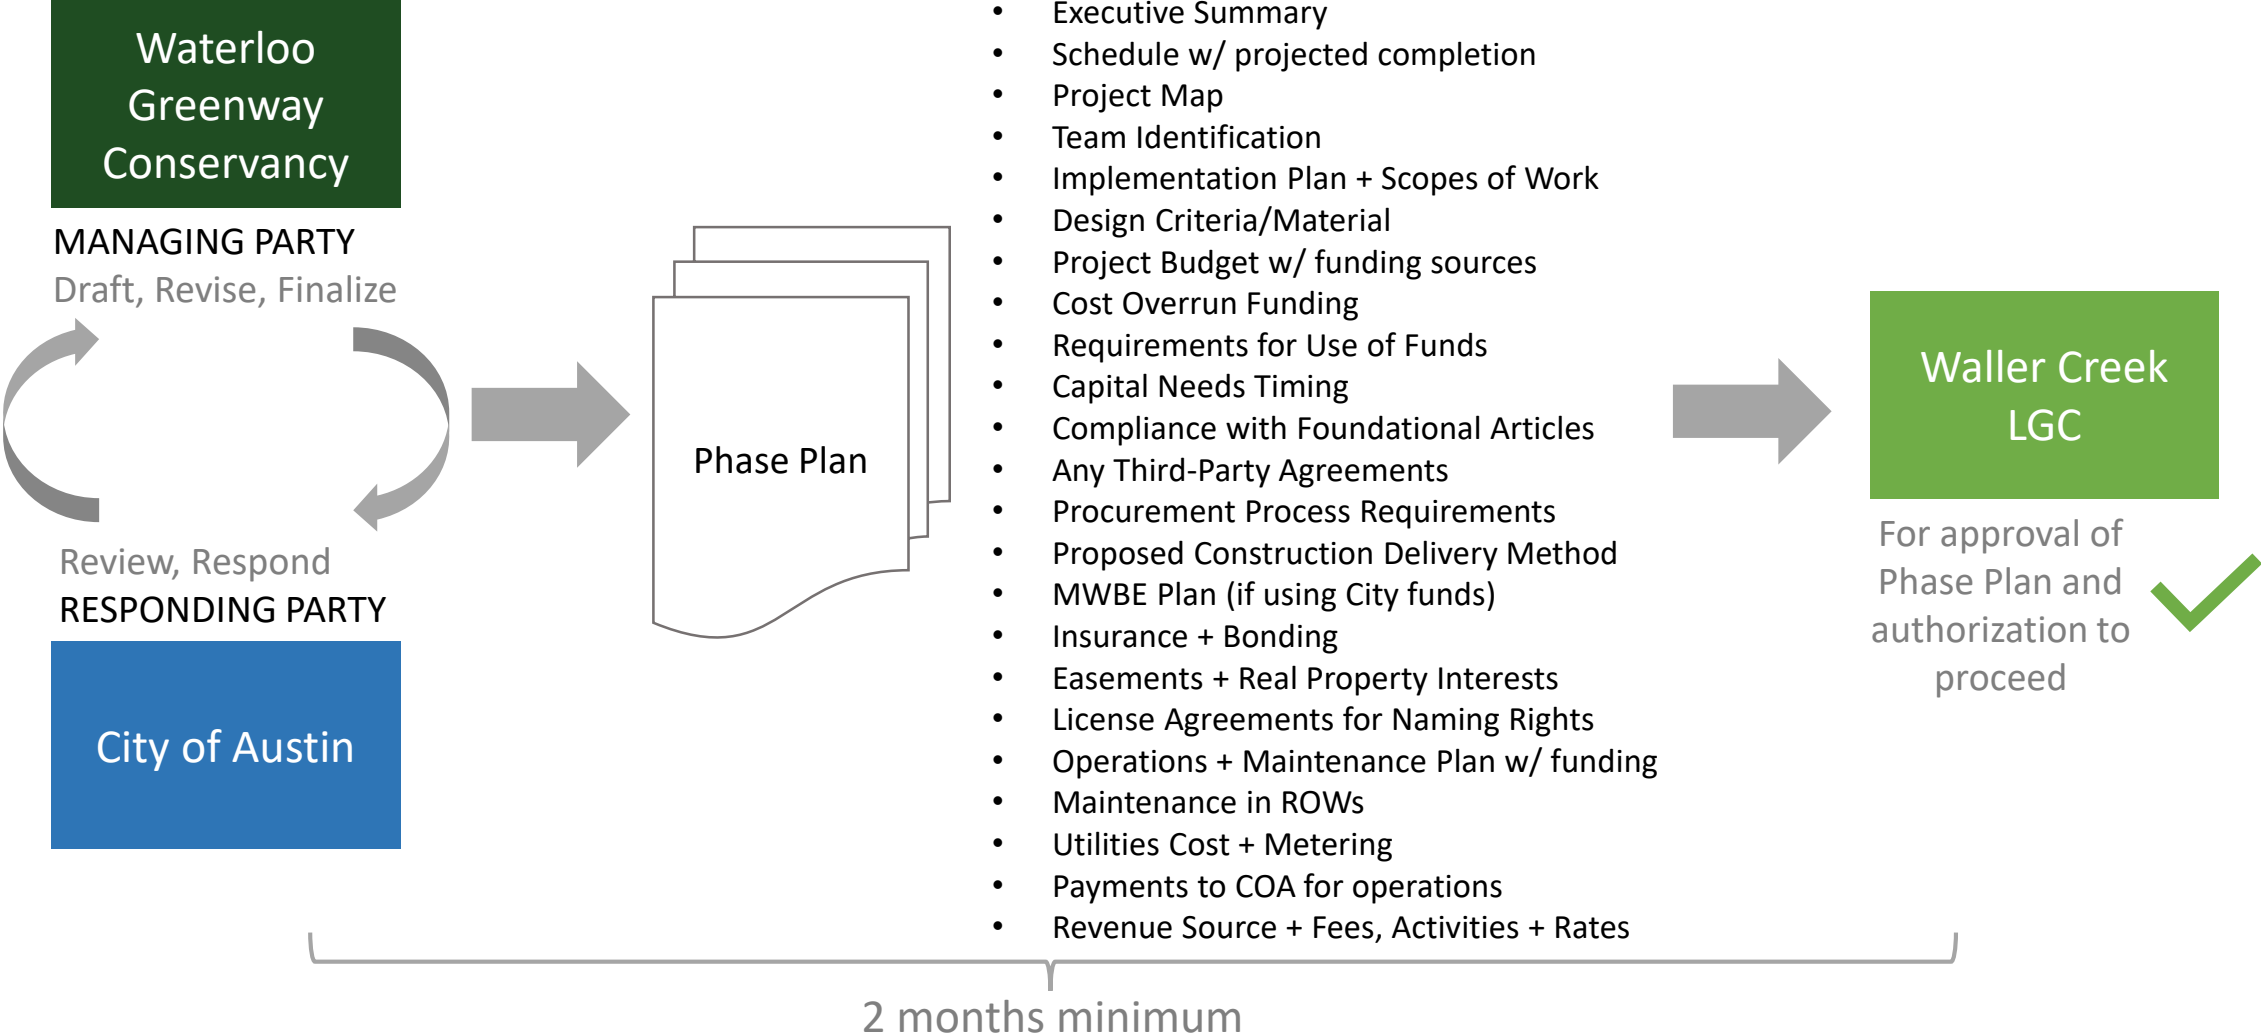 Waterloo
Greenway
Conservancy
MANAGING PARTY
Draft, Revise, Finalize
Review, Respond
RESPONDING PARTY
City of Austin
Phase Plan
• Executive Summary
• Schedule w/ projected completion
• Project Map
• Team Identification
• Implementation Plan + Scopes of Work
• Design Criteria/Material
• Project Budget w/ funding sources
• Cost Overrun Funding
• Requirements for Use of Funds
• Capital Needs Timing
• Compliance with Foundational Articles
• Any Third-Party Agreements
• Procurement Process Requirements
• Proposed Construction Delivery Method
• MWBE Plan (if using City funds)
• Insurance + Bonding
• Easements + Real Property Interests
• License Agreements for Naming Rights
• Operations + Maintenance Plan w/ funding
• Maintenance in ROWs
• Utilities Cost + Metering
• Payments to COA for operations
• Revenue Source + Fees, Activities + Rates
Waller Creek
LGC
For approval of
Phase Plan and
authorization to
proceed
2 months minimum